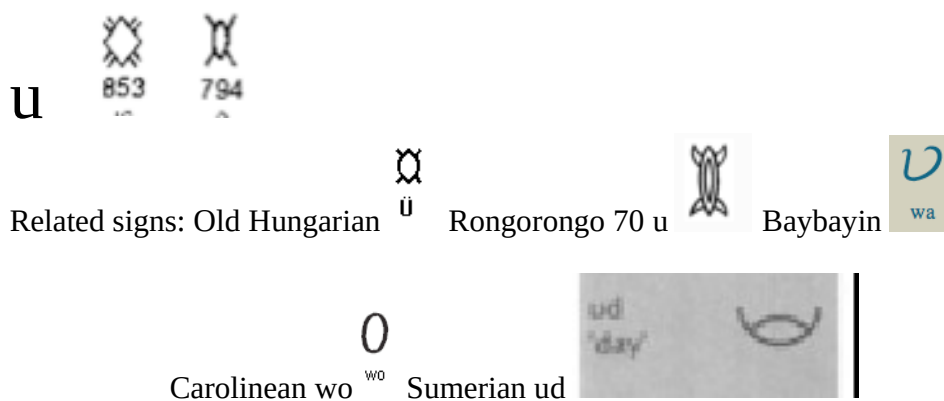 853 794
u
ü
Related signs: Old Hungarian Rongorongo 70 u Baybayin
wa
ud
'day'
wo
Carolinean wo Sumerian ud